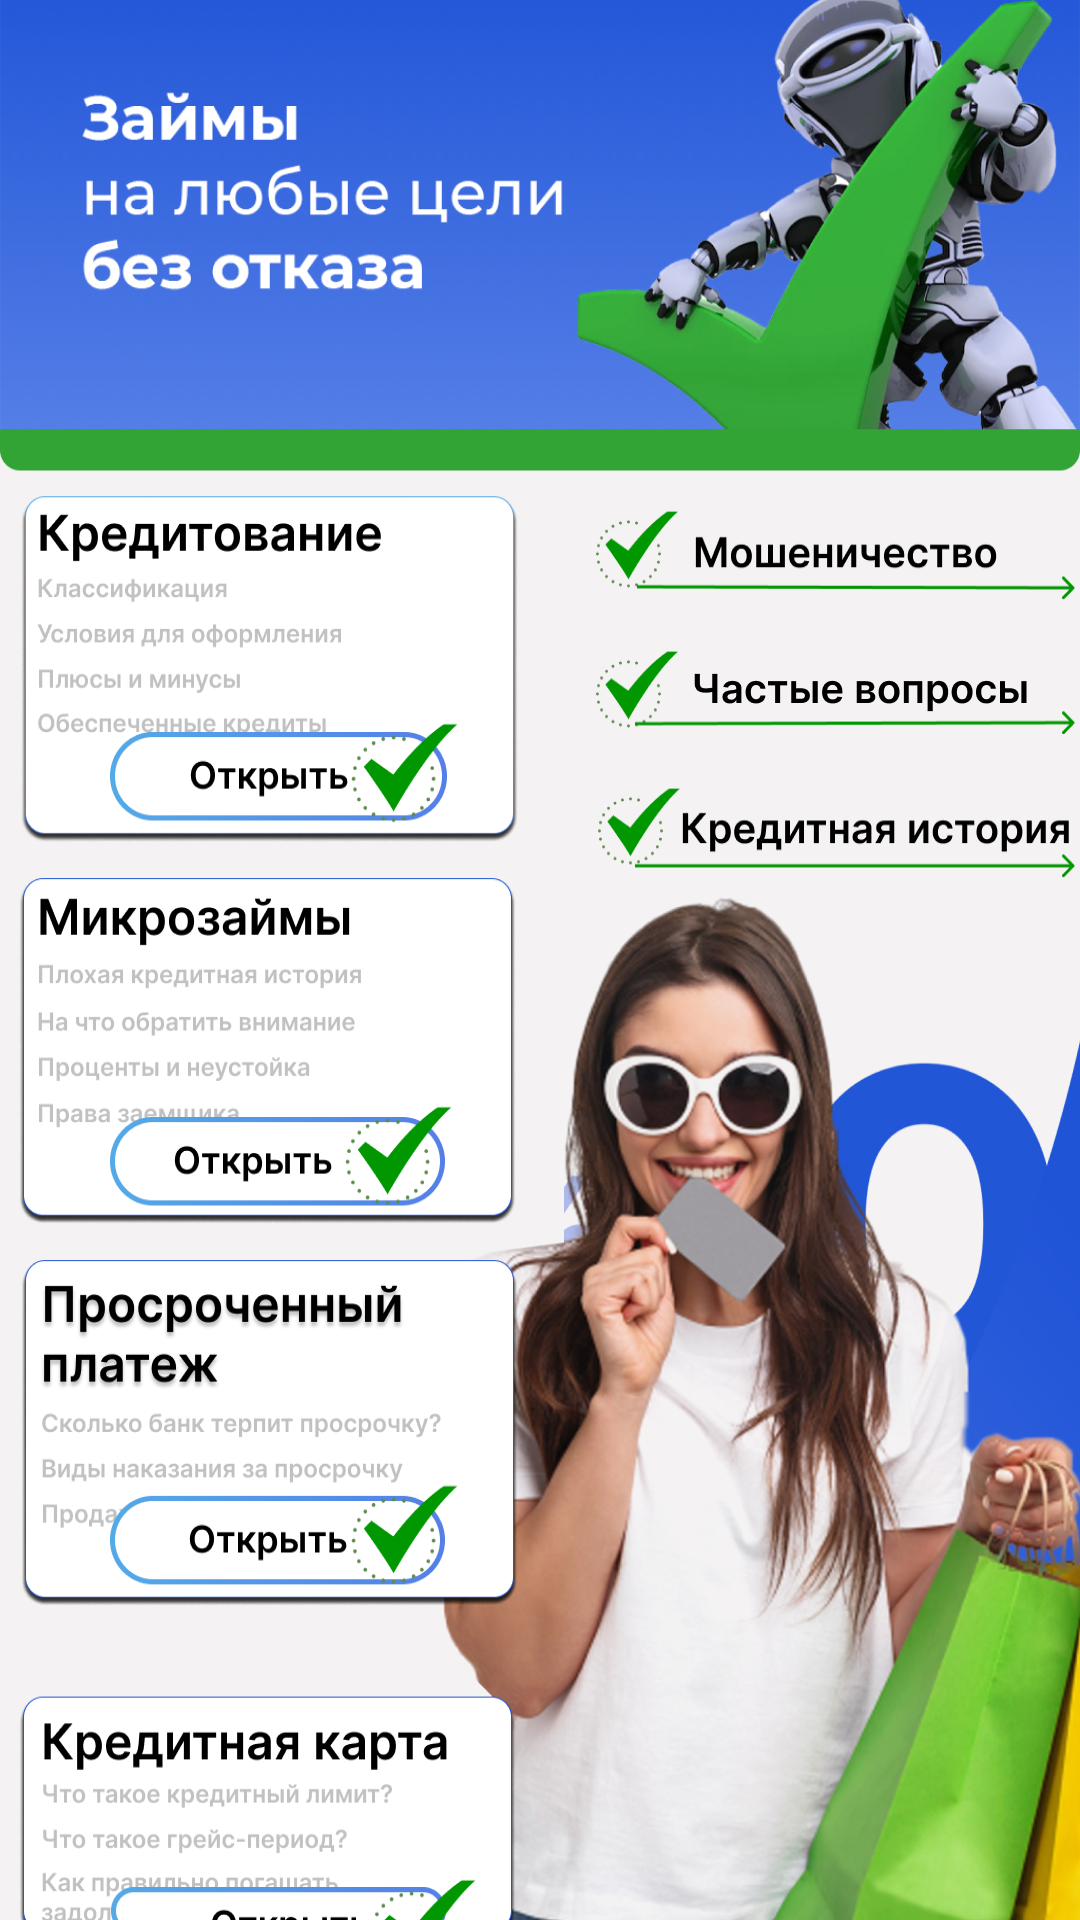 Займы
на любые цели
без отказа
Кредитование
Классификация
Условия для оформления
Плюсы и минусы
Обеспеченные кредиты
Открыть
Мошеничество
Частые вопросы
Кредитная история
Микрозаймы
Плохая кредитная история
На что обратить внимание
Проценты и неустойка
Права заемщика
Открыть
Просроченный
платеж
Сколько банк терпит просрочку?
Виды наказания за просрочку
Открыть
Кредитная карта
Что такое кредитный лимит?
Что такое грейс-период?
Как правильно погашать
Открыть